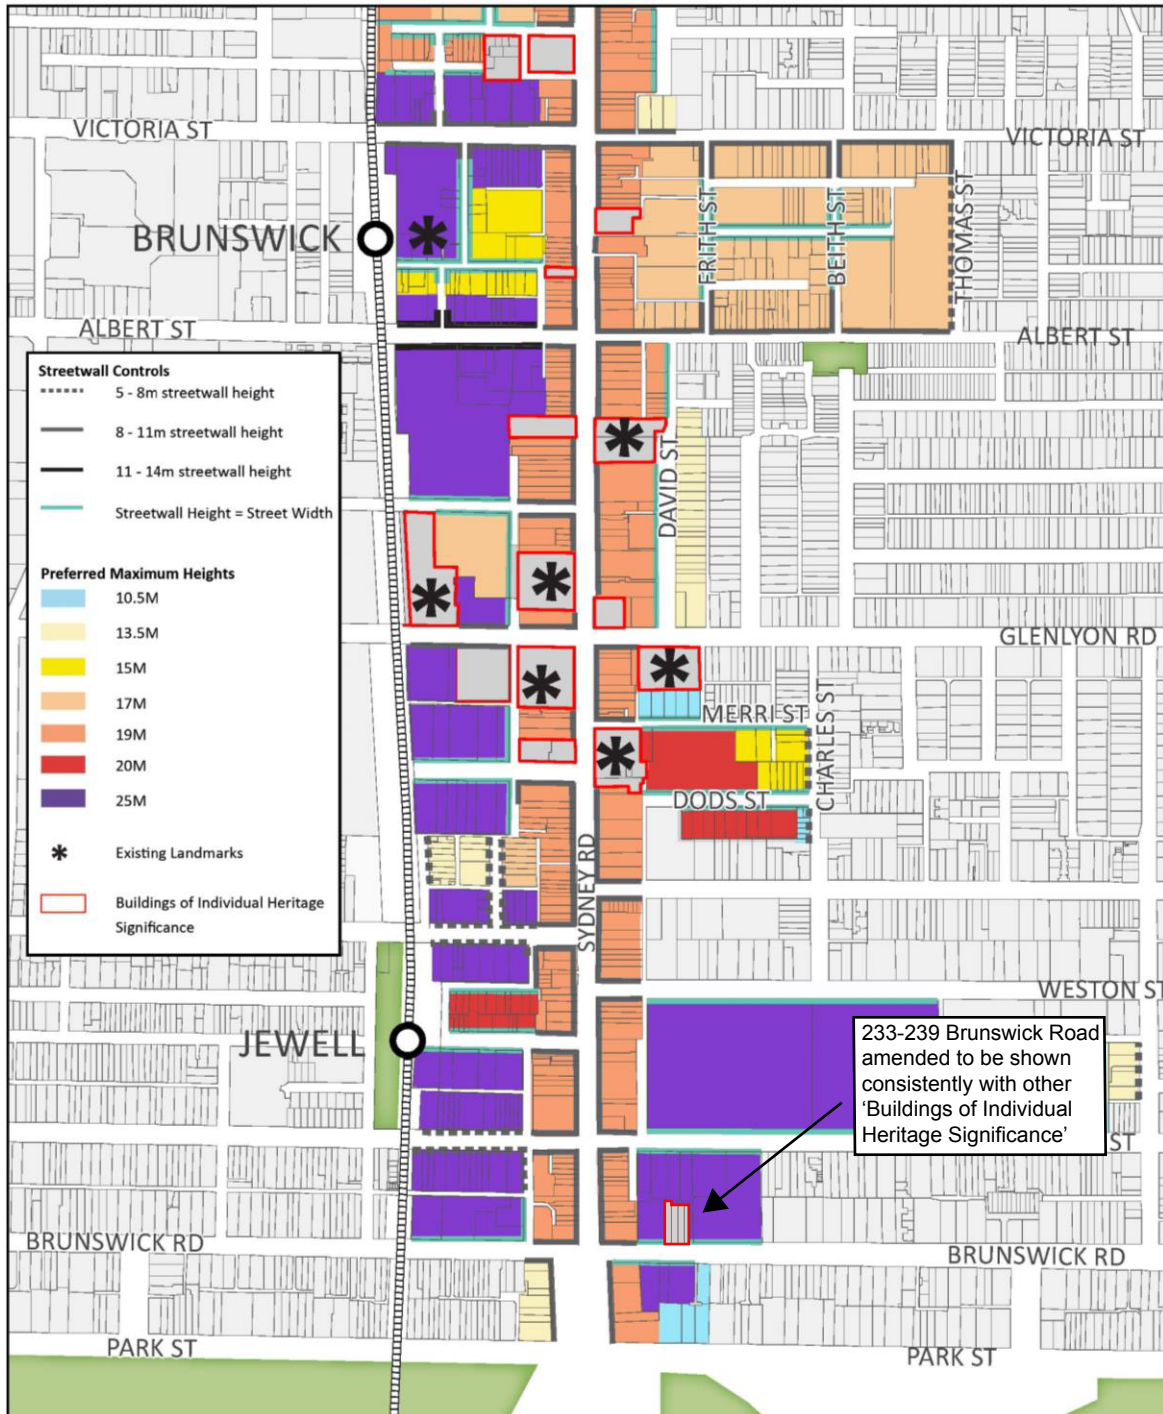 VICTORIA ST
VICTORIA ST
BRUNSWICK
FRITH ST
BEITH ST
THOMAS ST
ALBERT ST
ALBERT ST
Streetwall Controls
5 - 8m streetwall height
8 - 11m streetwall height
11 - 14m streetwall height
Streetwall Height = Street Width
Preferred Maximum Heights
10.5M
13.5M
15M
17M
19M
20M
25M
Existing Landmarks
Buildings of Individual Heritage
Significance
DAVID ST
GLENLYON RD
MERRI ST
CHARLES ST
DODS ST
SYDNEY RD
WESTON ST
JEWELL
233-239 Brunswick Road
amended to be shown
consistently with other
‘Buildings of Individual
Heritage Significance’
ST
BRUNSWICK RD
BRUNSWICK RD
PARK ST
PARK ST